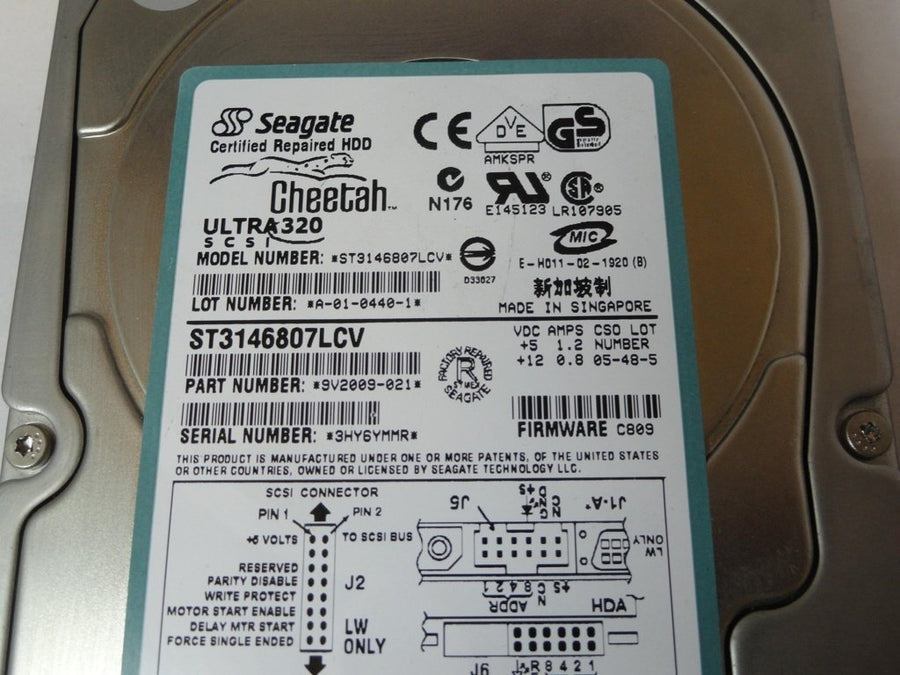 Seagate
Certified Repaired HDD
Cheetah™
ULTRA320
SCSI
MODEL NUMBER: *ST3146807LCV*
LOT NUMBER: *A-01-0440-1*
CE
DVE
AMKSPR
GS
N176
E145123
LR107905
D33027
MIC
E-H011-02-1920 (B)
新加坡制
MADE IN SINGAPORE
ST3146807LCV
PART NUMBER: *9V2009-021*
SERIAL NUMBER: *3HY6YMMR*
FACTORY REPAIRED
R
SEAGATE
VDC AMPS CSO LOT
+5 1.2 NUMBER
+12 0.8 05-48-5
FIRMWARE C809
THIS PRODUCT IS MANUFACTURED UNDER ONE OR MORE PATENTS, OF THE UNITED STATES
OR OTHER COUNTRIES, OWNED OR LICENSED BY SEAGATE TECHNOLOGY LLC.
SCSI CONNECTOR
PIN 1
PIN 2
+5 VOLTS
TO SCSI BUS
RESERVED
PARITY DISABLE
WRITE PROTECT
MOTOR START ENABLE
DELAY MTR START
FORCE SINGLE ENDED
J2
LW
ONLY
J5
J1-A*
LW
ONLY
+5 C N 8 4 2 1
ADDR
HDA
J6
R 8 4 2 1